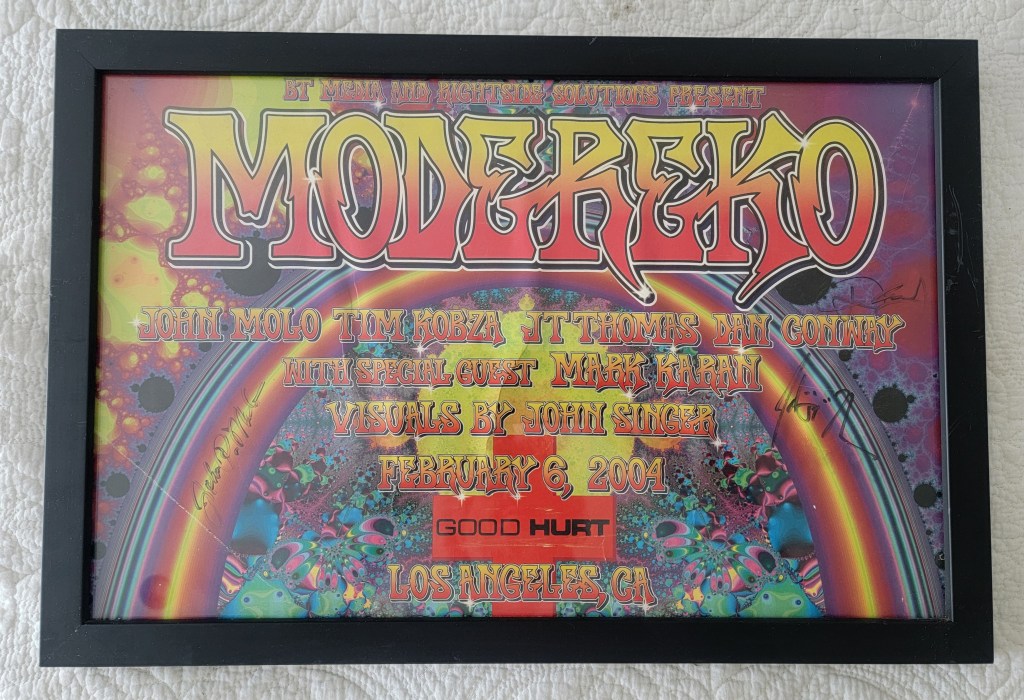 BT MENA AND RIGHTSIDE SOLUTIONS PRESENT
MODEREKO
JOHN MOLO TIM KOBZA JT THOMAS DAN CONWAY
WITH SPECIAL GUEST MARK KARAN
VISUALS BY JOHN SINGER
FEBRUARY 6, 2004
GOOD HURT
LOS ANGELES, CA